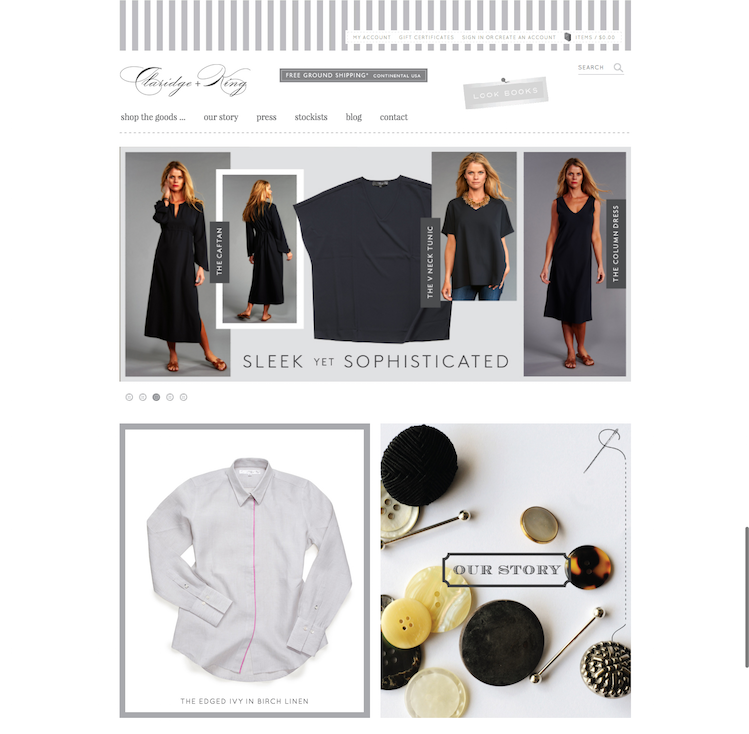 MY ACCOUNT GIFT CERTIFICATES SIGN IN OR CREATE AN ACCOUNT ITEMS / $0.00
Claridge + King
FREE GROUND SHIPPING* CONTINENTAL USA
LOOK BOOKS
SEARCH
shop the goods ... our story press stockists blog contact
THE CAFTAN
THE V NECK TUNIC
THE COLUMN DRESS
SLEEK YET SOPHISTICATED
THE EDGED IVY IN BIRCH LINEN
OUR STORY